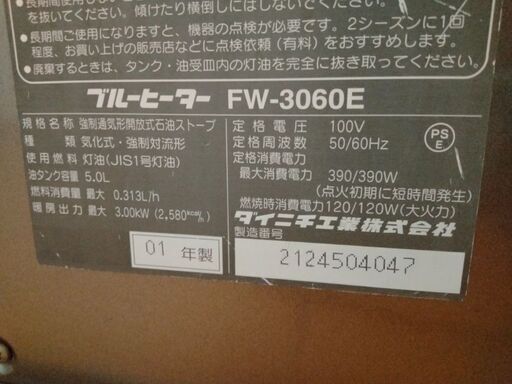 ●長期間使用しない
を抜いてください。傾けたり横倒しにしないでください。
●長期間ご使用になりますと、機器の点検が必要です。2シーズンに1回
程度、お買い上げの販売店などに点検依頼(有料)をおすすめします。
●廃棄するときは、タンク・油受皿内の灯油を完全に抜き取ってください。
ブルーヒーター FW-3060E
規格名称 強制通気形開放式石油ストーブ
種類 気化式・強制対流形
使用燃料 灯油(JIS1号灯油)
油タンク容量 5.0L
燃料消費量 最大 0.313L/h
暖房出力 最大 3.00kW(2,580kcal/h)
01 年製
定格電圧 100V
定格周波数 50/60Hz
定格消費電力
最大消費電力 390/390W
(点火初期に短時間発生)
燃焼時消費電力120/120W(大火力)
PS
E
ダイニチ工業株式会社
製造番号
2124504047